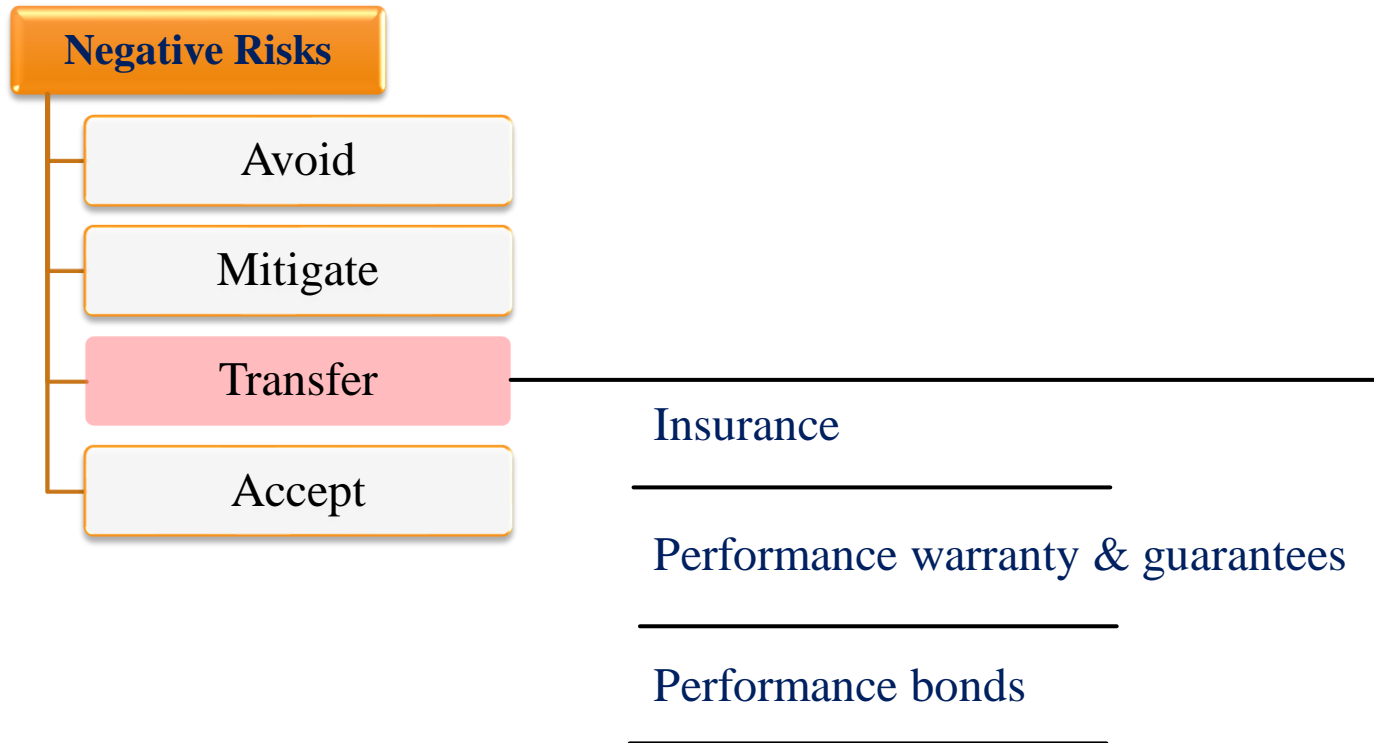 Negative Risks
Avoid
Mitigate
Transfer
Accept
Insurance
Performance warranty & guarantees
Performance bonds